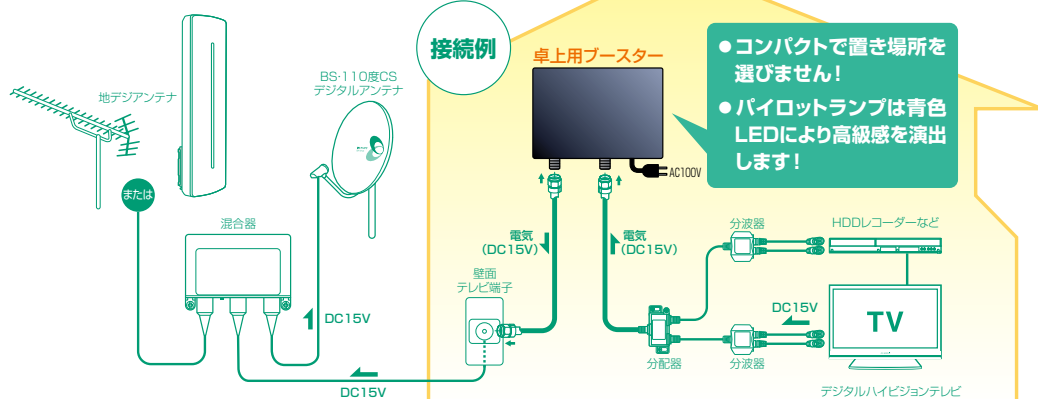 接続例
卓上用ブースター
●コンパクトで置き場所を
選びません!
●パイロットランプは青色
LEDにより高級感を演出
します!
地デジアンテナ
BS・110度CS
デジタルアンテナ
または
混合器
DC15V
DC15V
AC100V
電気
(DC15V)
電気
(DC15V)
壁面
テレビ端子
分波器
HDDレコーダーなど
DC15V
TV
分配器
分波器
デジタルハイビジョンテレビ